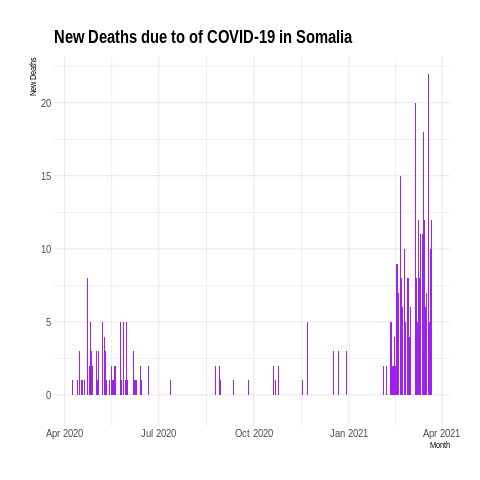 New Deaths due to of COVID-19 in Somalia
New Deaths
20
15
10
5
0
Apr 2020 Jul 2020 Oct 2020 Jan 2021 Apr 2021
Month